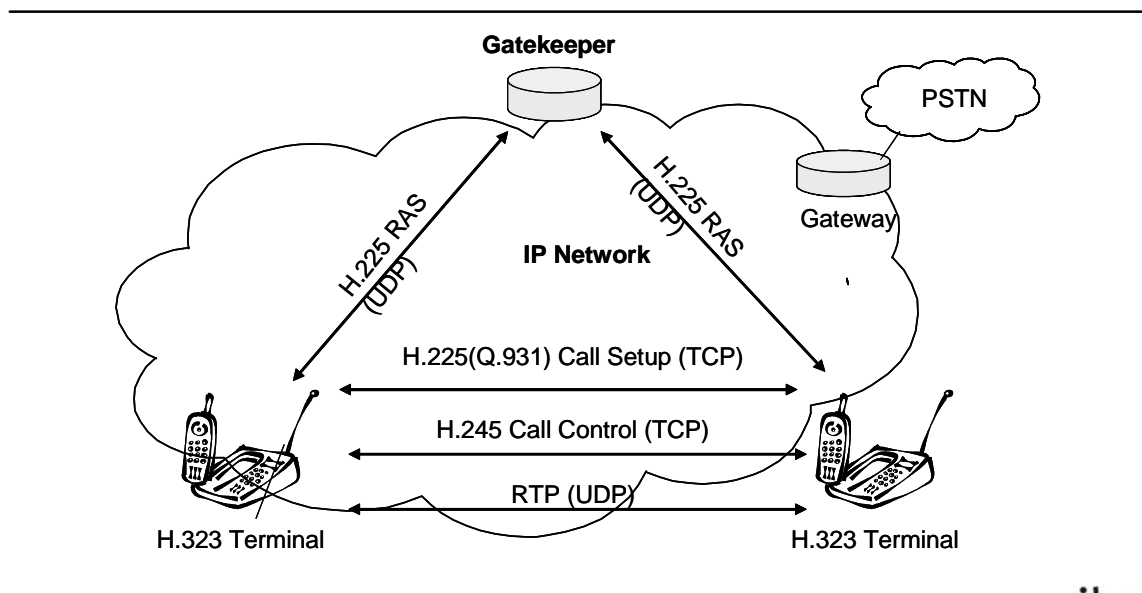 Gatekeeper
PSTN
Gateway
H.225 RAS
(UDP)
H.225 RAS
(UDP)
IP Network
H.225(Q.931) Call Setup (TCP)
H.245 Call Control (TCP)
RTP (UDP)
H.323 Terminal
H.323 Terminal